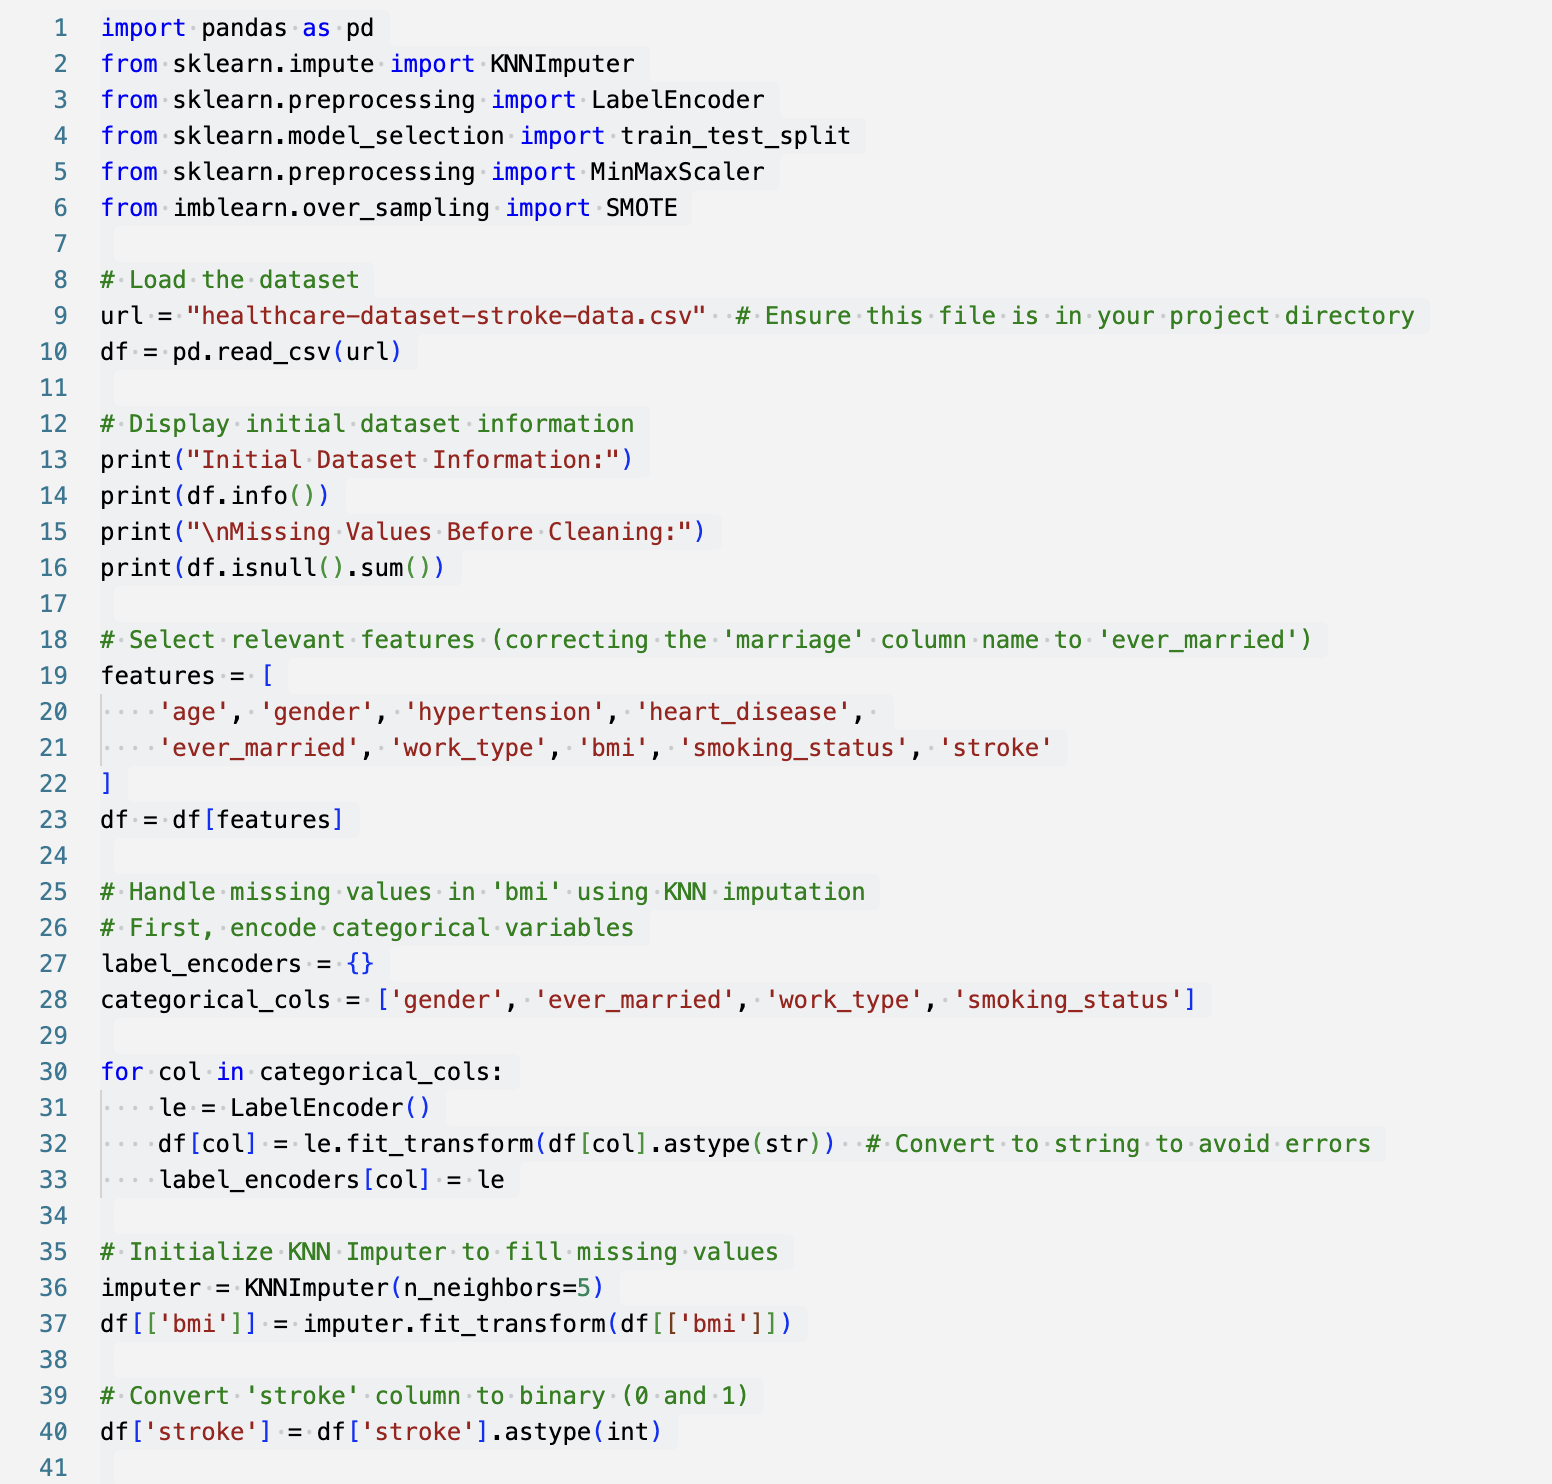 1 import pandas as pd
2 from sklearn.impute import KNNImputer
3 from sklearn.preprocessing import LabelEncoder
4 from sklearn.model_selection import train_test_split
5 from sklearn.preprocessing import MinMaxScaler
6 from imblearn.over_sampling import SMOTE
7
8 # Load the dataset
9 url = "healthcare-dataset-stroke-data.csv"  # Ensure this file is in your project directory
10 df = pd.read_csv(url)
11
12 # Display initial dataset information
13 print("Initial Dataset Information:")
14 print(df.info())
15 print("\nMissing Values Before Cleaning:")
16 print(df.isnull().sum())
17
18 # Select relevant features (correcting the 'marriage' column name to 'ever_married')
19 features = [
20     'age', 'gender', 'hypertension', 'heart_disease', 
21     'ever_married', 'work_type', 'bmi', 'smoking_status', 'stroke'
22 ]
23 df = df[features]
24
25 # Handle missing values in 'bmi' using KNN imputation
26 # First, encode categorical variables
27 label_encoders = {}
28 categorical_cols = ['gender', 'ever_married', 'work_type', 'smoking_status']
29
30 for col in categorical_cols:
31     le = LabelEncoder()
32     df[col] = le.fit_transform(df[col].astype(str))  # Convert to string to avoid errors
33     label_encoders[col] = le
34
35 # Initialize KNN Imputer to fill missing values
36 imputer = KNNImputer(n_neighbors=5)
37 df[['bmi']] = imputer.fit_transform(df[['bmi']])
38
39 # Convert 'stroke' column to binary (0 and 1)
40 df['stroke'] = df['stroke'].astype(int)
41